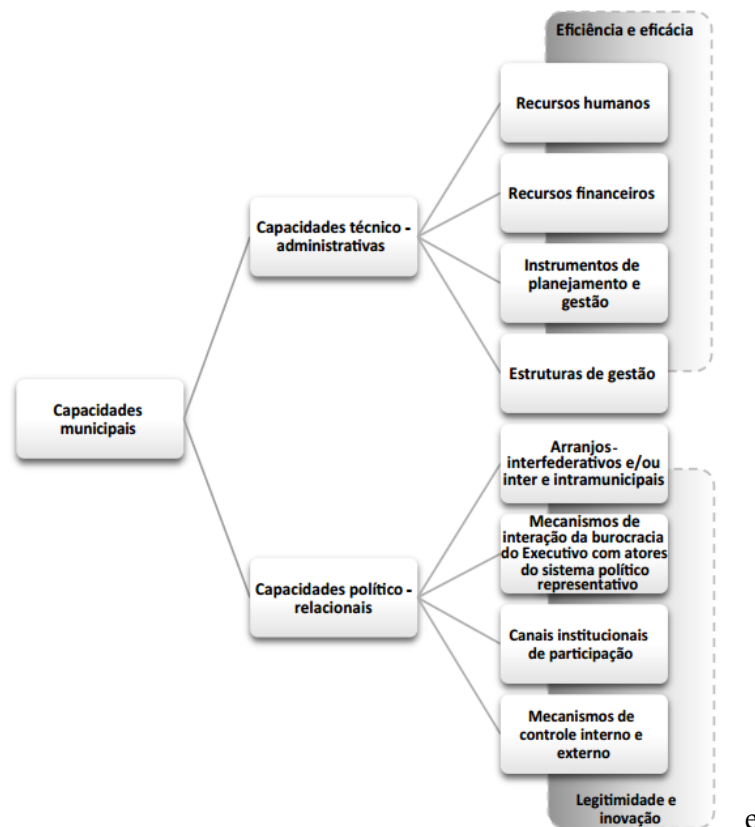 Eficiência e eficácia
Recursos humanos
Recursos financeiros
Capacidades técnico -
administrativas
Instrumentos de
planejamento e
gestão
Estruturas de gestão
Capacidades
municipais
Arranjos-
interfederativos e/ou
inter e intramunicipais
Mecanismos de
interação da burocracia
do Executivo com atores
do sistema político
representativo
Capacidades político -
relacionais
Canais institucionais
de participação
Mecanismos de
controle interno e
externo
Legitimidade e
inovação
e